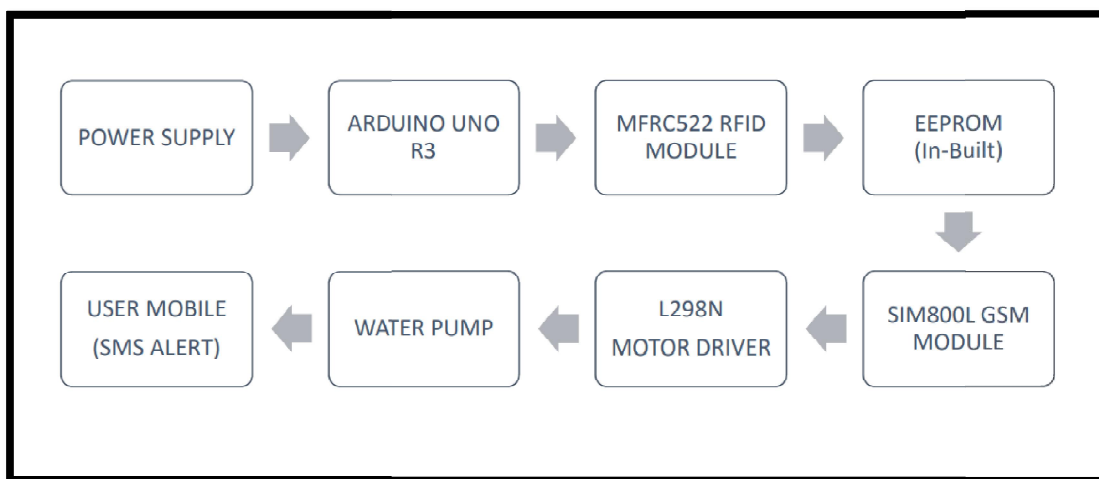 POWER SUPPLY
ARDUINO UNO
R3
MFRC522 RFID
MODULE
EEPROM
(In-Built)
USER MOBILE
(SMS ALERT)
WATER PUMP
L298N
MOTOR DRIVER
SIM800L GSM
MODULE